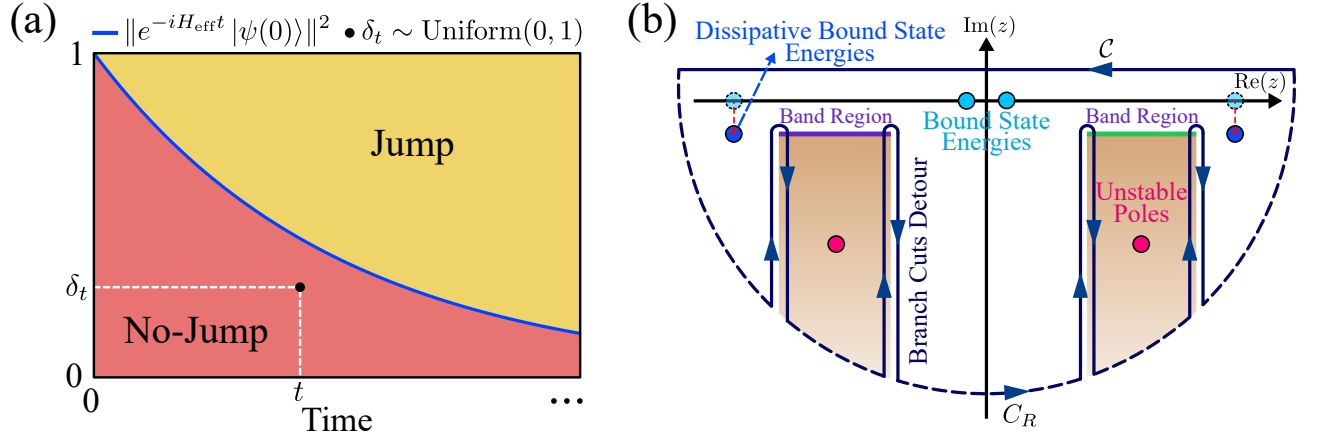 (a)
‖e^{-iH_eff t} |ψ(0)⟩‖² • δ_t ∼ Uniform(0, 1)
1
Jump
δ_t
No-Jump
0
0
t
Time
...
(b)
Im(z)
Dissipative Bound State
Energies
C
Re(z)
Band Region
Bound State
Energies
Band Region
Unstable
Poles
Branch Cuts Detour
C_R